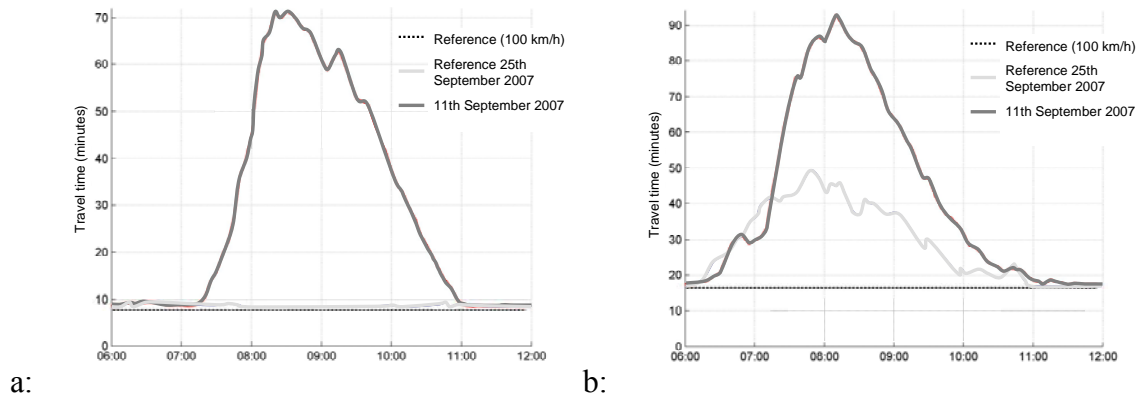 70
60
50
40
30
20
10
0
Travel time (minutes)
06:00 07:00 08:00 09:00 10:00 11:00 12:00
Reference (100 km/h)
Reference 25th
September 2007
11th September 2007
a:
90
80
70
60
50
40
30
20
10
0
Travel time (minutes)
06:00 07:00 08:00 09:00 10:00 11:00 12:00
Reference (100 km/h)
Reference 25th
September 2007
11th September 2007
b: